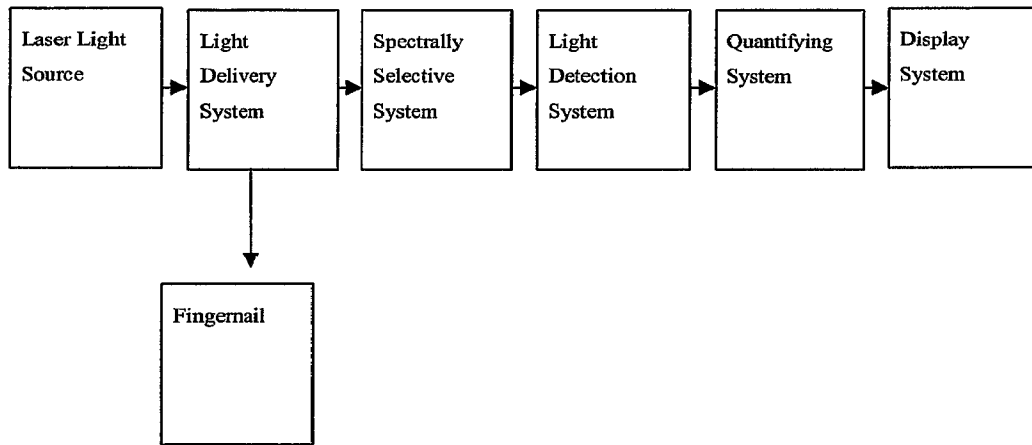 Laser Light
Source
Light
Delivery
System
Spectrally
Selective
System
Light
Detection
System
Quantifying
System
Display
System
Fingernail